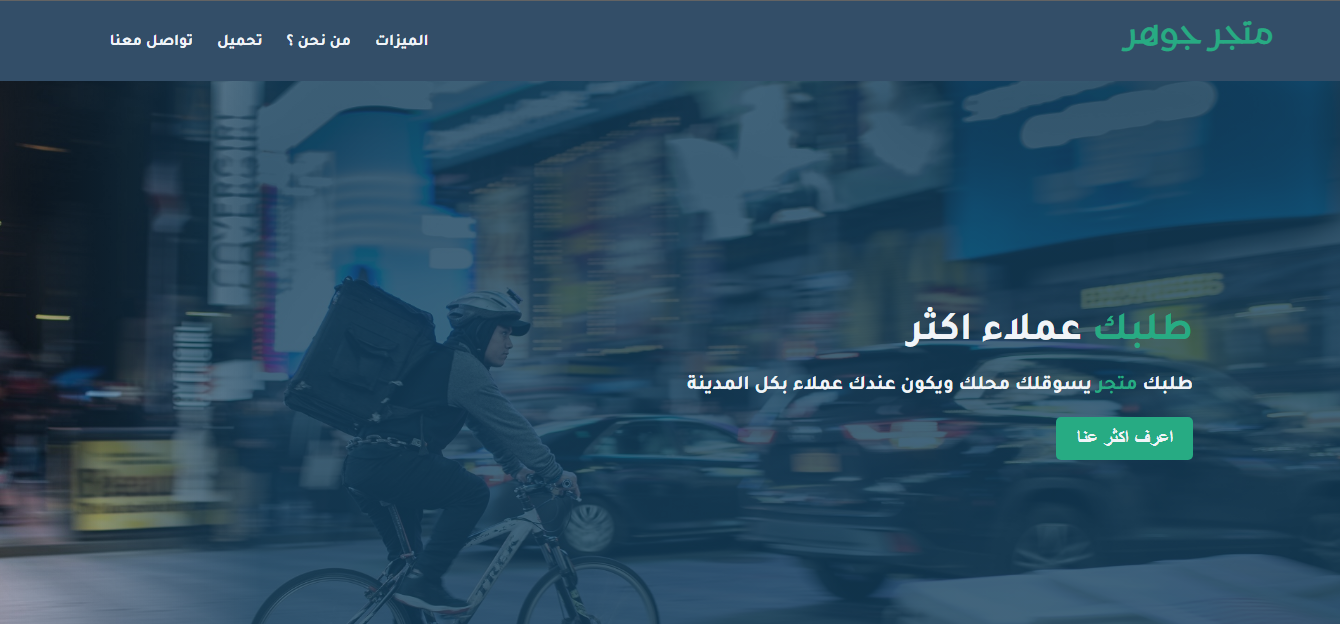 متجر جوهر
الميزات من نحن ؟ تحميل تواصل معنا
طلبك عملاء اكثر
طلبك متجر يسوقلك محلك ويكون عندك عملاء بكل المدينة
اعرف اكثر عنا
TREK